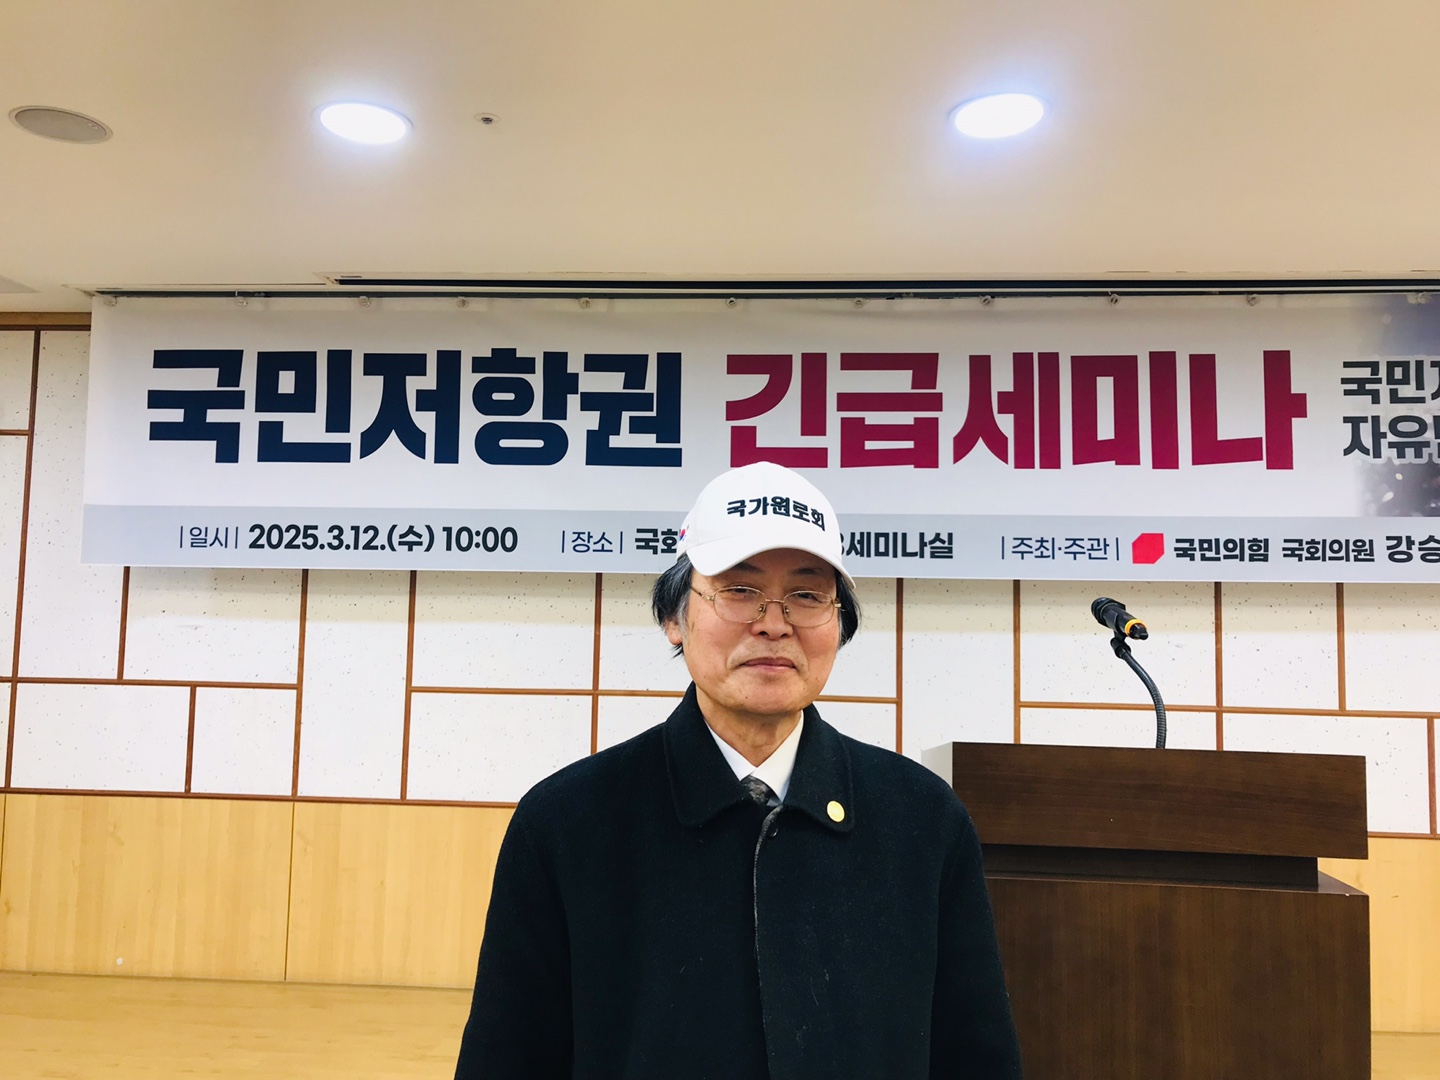 국민저항권 긴급세미나
국민
자유
|일시| 2025.3.12.(수) 10:00 |장소| 국회 세미나실 |주최·주관| 국민의힘 국회의원 강승
국가원로회